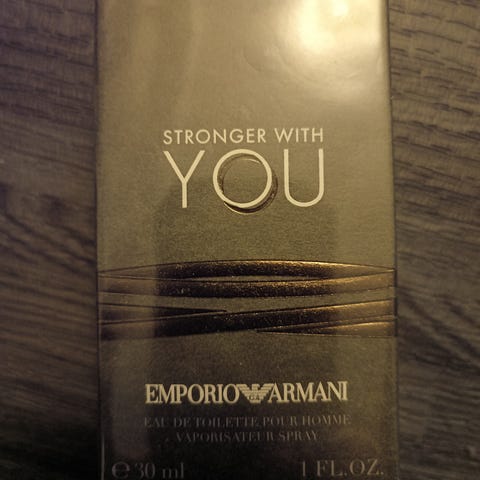 STRONGER WITH
YOU
EMPORIO ARMANI
EAU DE TOILETTE POUR HOMME
VAPORISATEUR SPRAY
℮ 30 ml 1 FL.OZ.